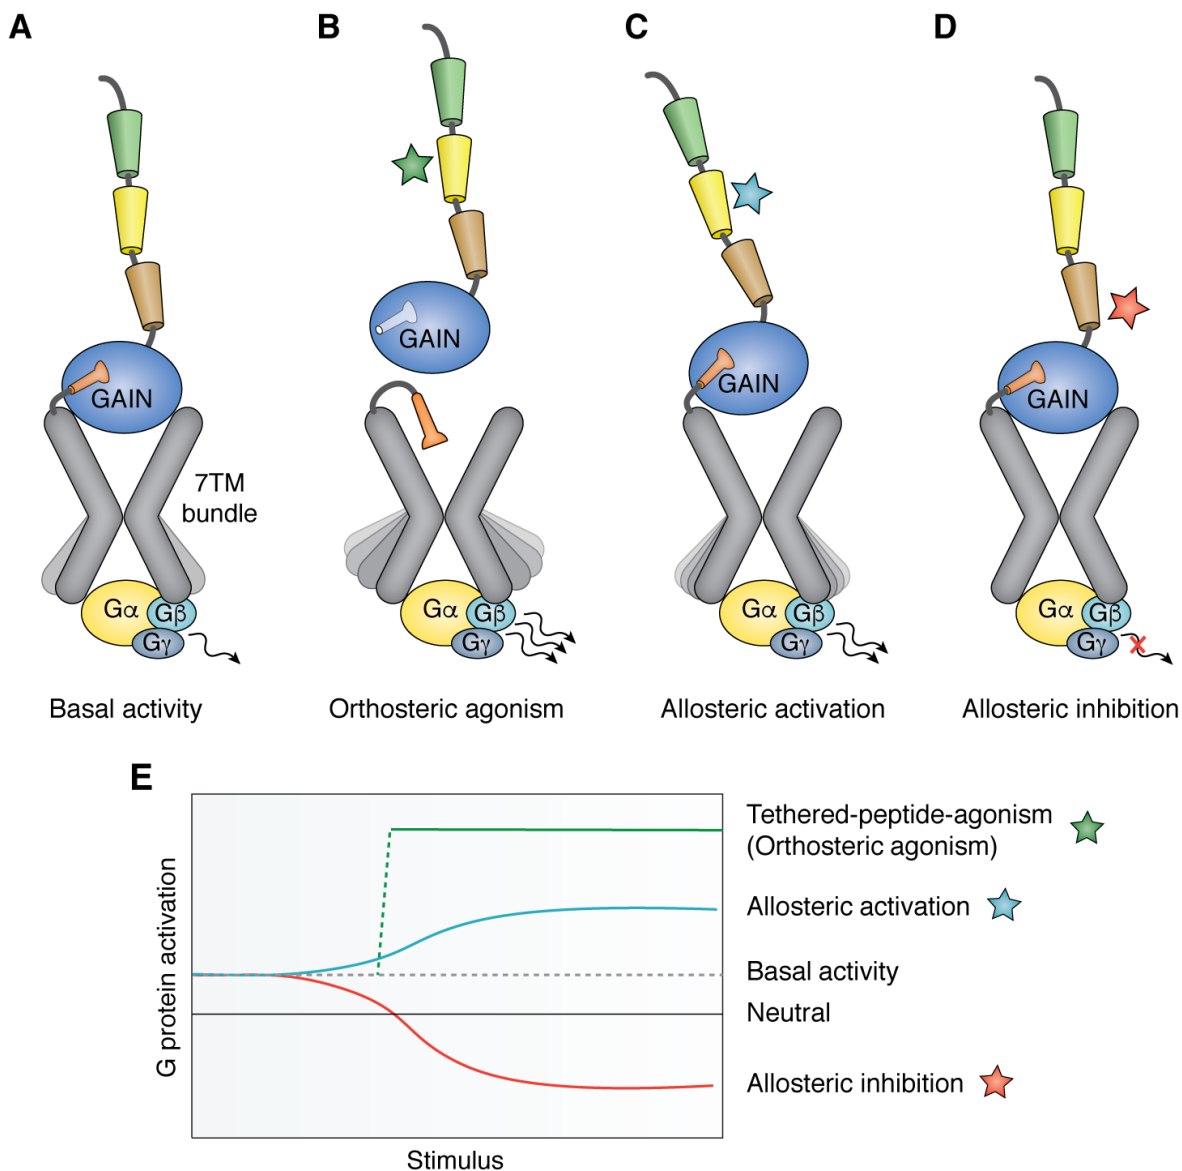 A
B
C
D
GAIN
GAIN
GAIN
GAIN
7TM
bundle
Gα
Gβ
Gγ
Gα
Gβ
Gγ
Gα
Gβ
Gγ
Gα
Gβ
Gγ
Basal activity
Orthosteric agonism
Allosteric activation
Allosteric inhibition
E
G protein activation
Tethered-peptide-agonism
(Orthosteric agonism)
Allosteric activation
Basal activity
Neutral
Allosteric inhibition
Stimulus